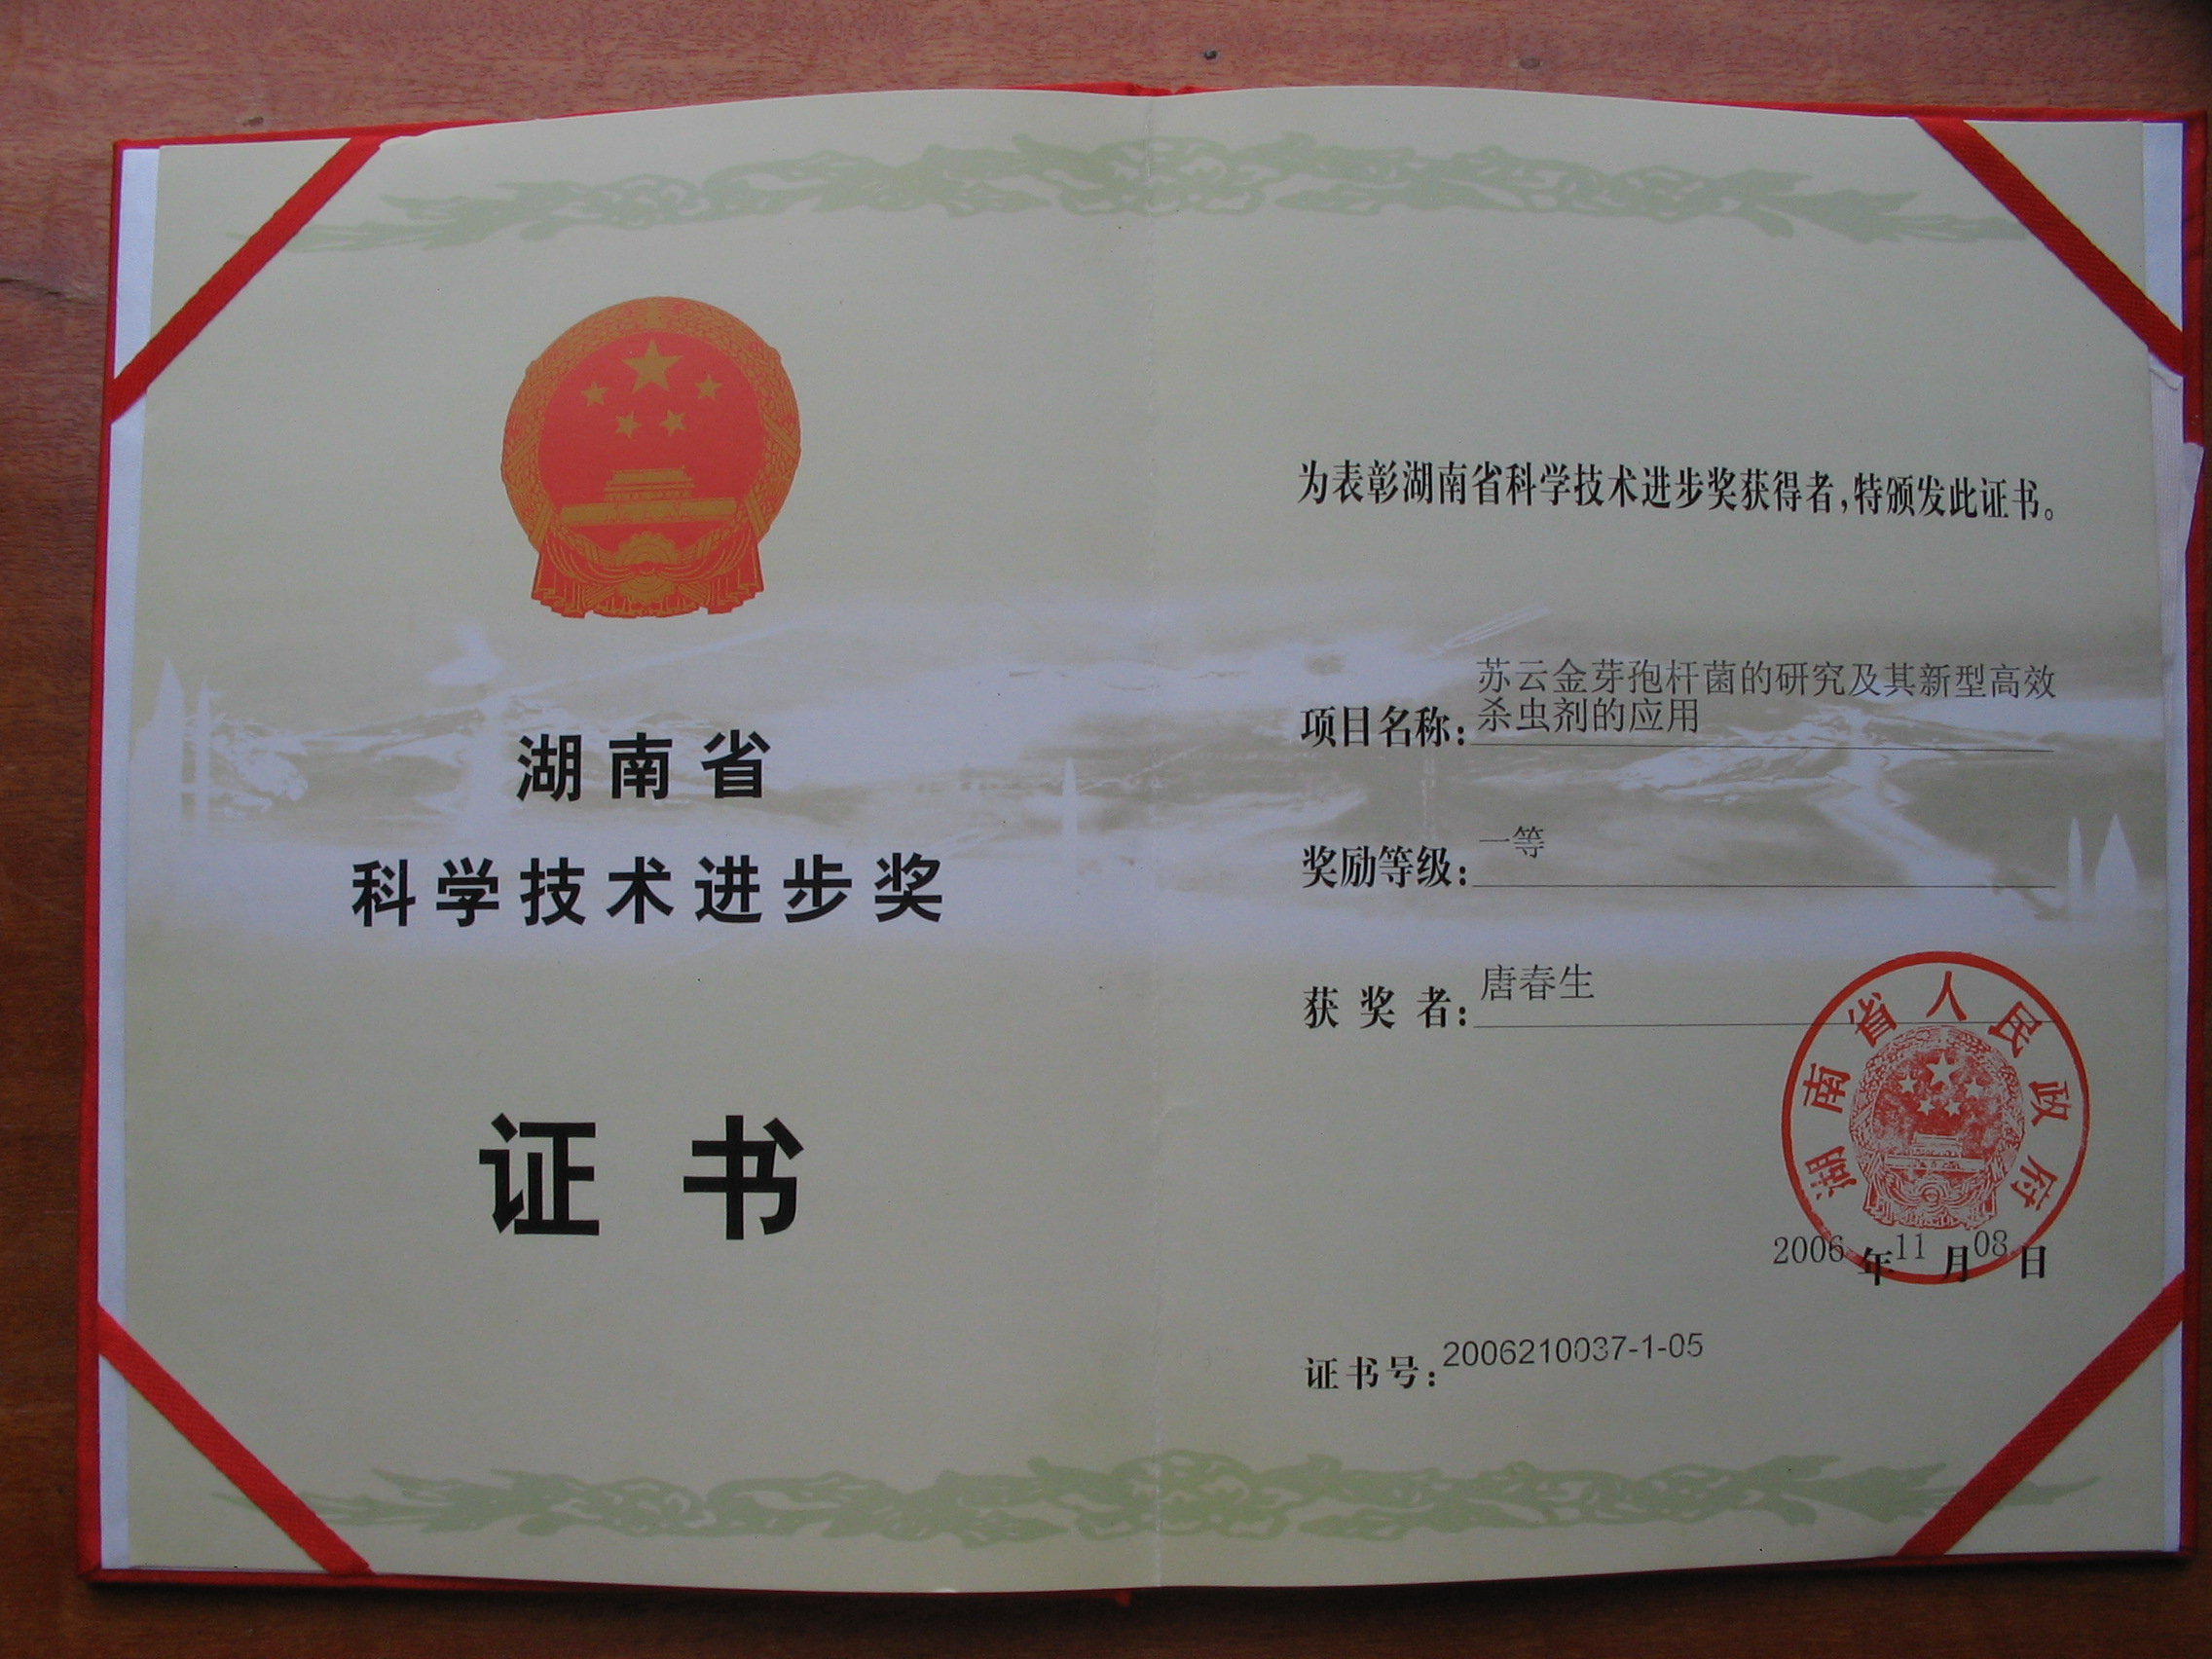 湖南省
科学技术进步奖
证书
为表彰湖南省科学技术进步奖获得者,特颁发此证书。
项目名称:苏云金芽孢杆菌的研究及其新型高效
杀虫剂的应用
奖励等级:一等
获奖者:唐春生
湖南省人民政府
2006年11月08日
证书号:2006210037-1-05